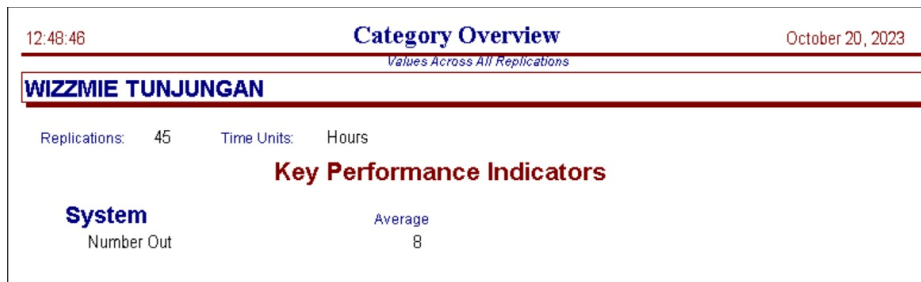 12:48:46 Category Overview October 20, 2023
Values Across All Replications
WIZZMIE TUNJUNGAN
Replications: 45 Time Units: Hours
Key Performance Indicators
System Average
Number Out 8